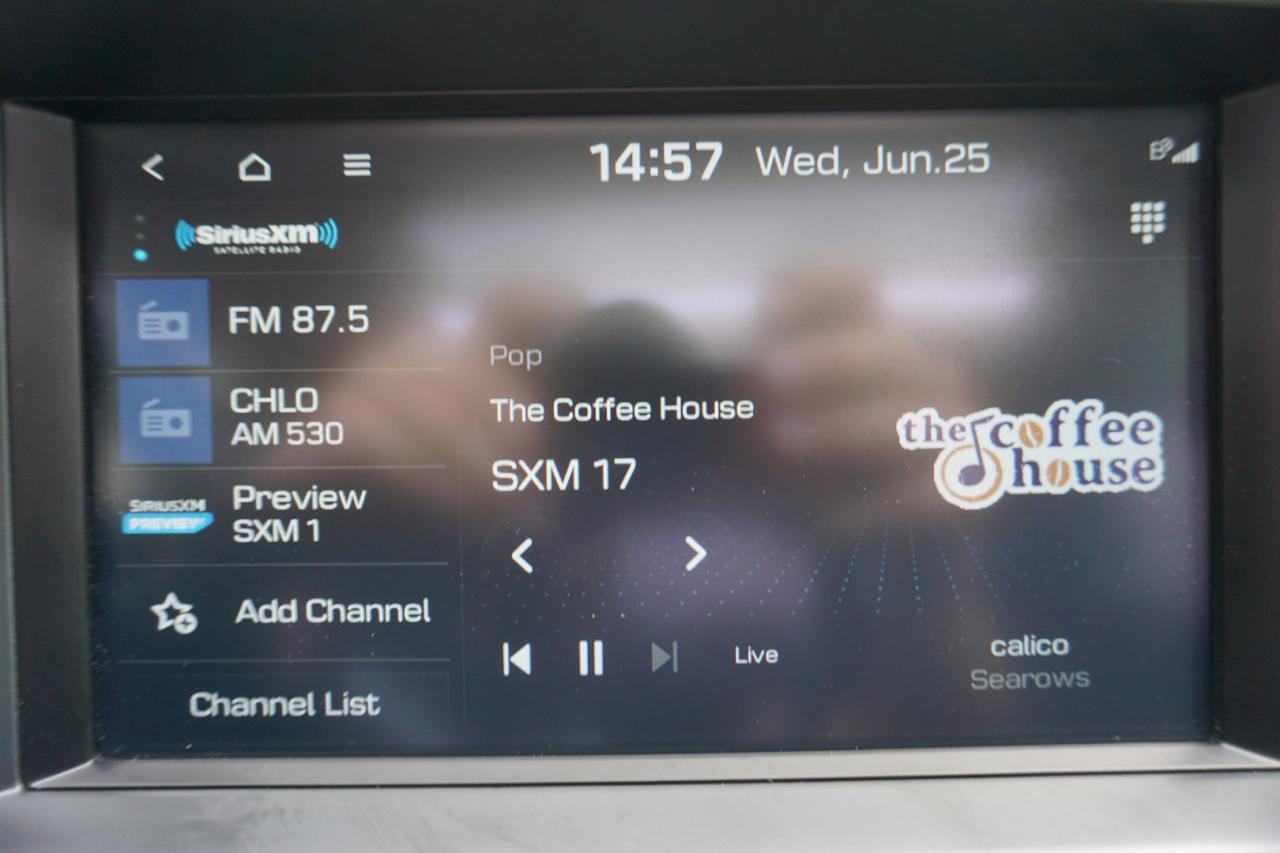 14:57 Wed, Jun.25
SiriusXM
SATELLITE RADIO
FM 87.5
CHLO
AM 530
SIRIUSXM
PREVIEW
Preview
SXM 1
Add Channel
Channel List
Pop
The Coffee House
SXM 17
Live
the coffee
house
calico
Searows